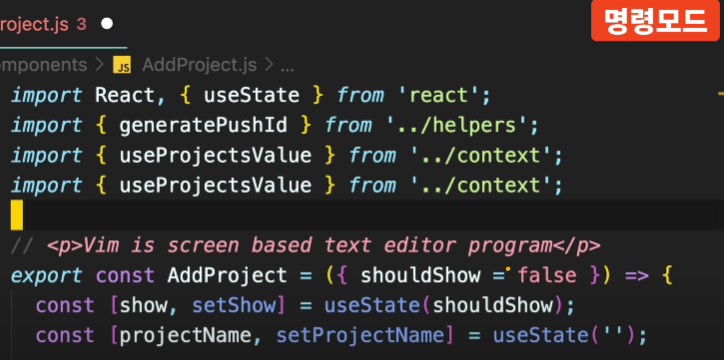 roject.js 3
명령모드
mponents > JS AddProject.js > ...
import React, { useState } from 'react';
import { generatePushId } from '../helpers';
import { useProjectsValue } from '../context';
import { useProjectsValue } from '../context';
// <p>Vim is screen based text editor program</p>
export const AddProject = ({ shouldShow = false }) => {
const [show, setShow] = useState(shouldShow);
const [projectName, setProjectName] = useState('');